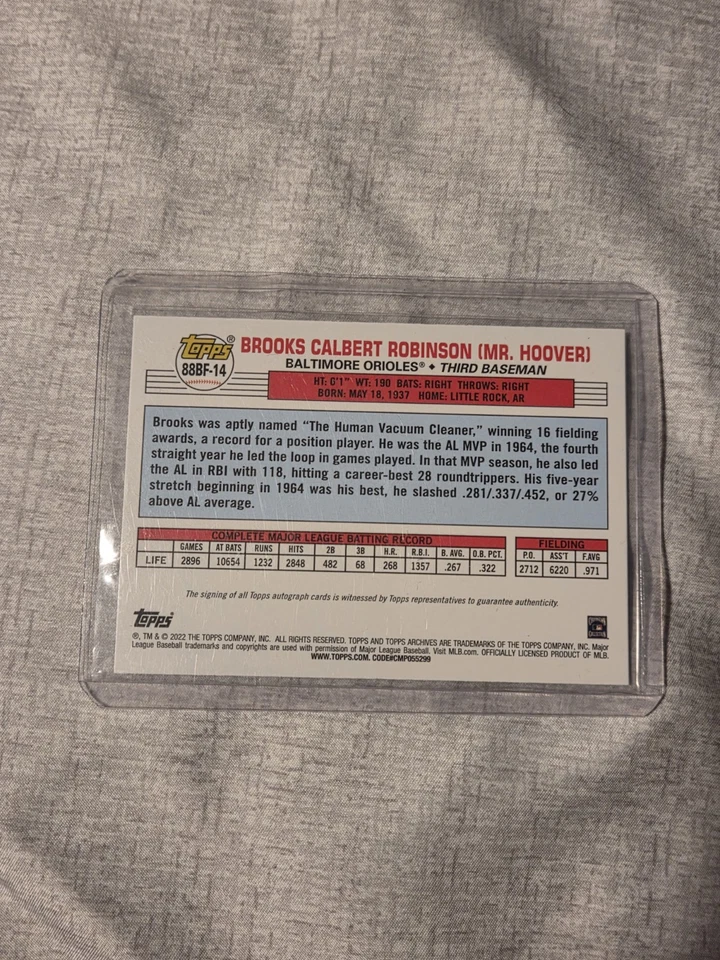 Topps®
88BF-14
BROOKS CALBERT ROBINSON (MR. HOOVER)
BALTIMORE ORIOLES® ♦ THIRD BASEMAN
HT: 6'1" WT: 190 BATS: RIGHT THROWS: RIGHT
BORN: MAY 18, 1937 HOME: LITTLE ROCK, AR
Brooks was aptly named "The Human Vacuum Cleaner," winning 16 fielding
awards, a record for a position player. He was the AL MVP in 1964, the fourth
straight year he led the loop in games played. In that MVP season, he also led
the AL in RBI with 118, hitting a career-best 28 roundtrippers. His five-year
stretch beginning in 1964 was his best, he slashed .281/.337/.452, or 27%
above AL average.
COMPLETE MAJOR LEAGUE BATTING RECORD FIELDING
GAMES AT BATS RUNS HITS 2B 3B H.R. R.B.I. B. AVG. O.B. PCT. P.O. ASS'T F.AVG
LIFE 2896 10654 1232 2848 482 68 268 1357 .267 .322 2712 6220 .971
The signing of all Topps autograph cards is witnessed by Topps representatives to guarantee authenticity.
Topps®
®, TM & © 2022 THE TOPPS COMPANY, INC. ALL RIGHTS RESERVED. TOPPS AND TOPPS ARCHIVES ARE TRADEMARKS OF THE TOPPS COMPANY, INC. Major
League Baseball trademarks and copyrights are used with permission of Major League Baseball. Visit MLB.com. OFFICIALLY LICENSED PRODUCT OF MLB.
WWW.TOPPS.COM. CODE#CMP055299